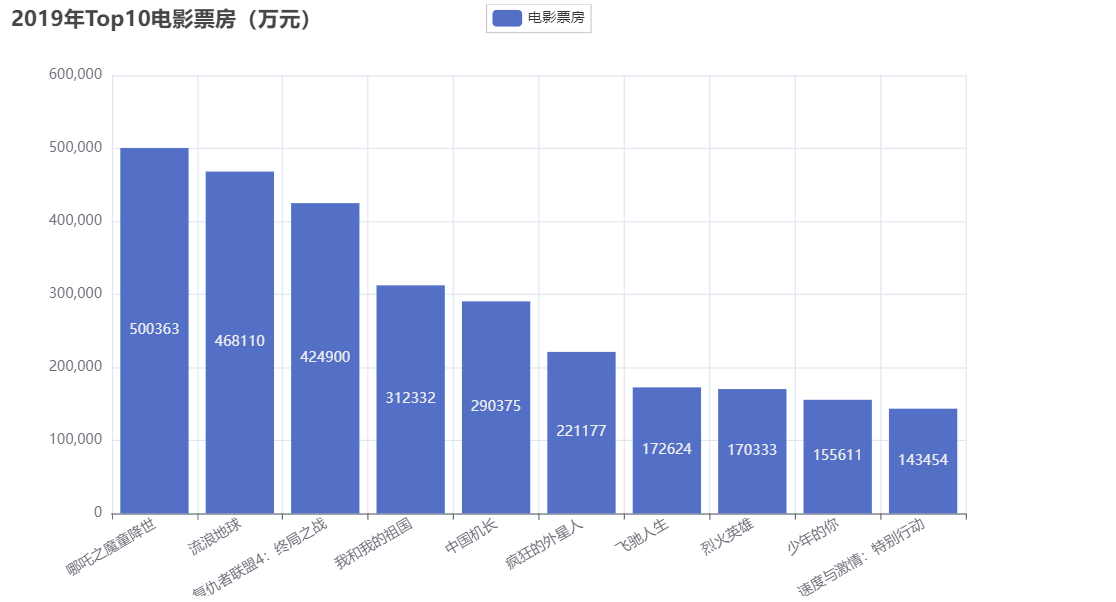 2019年Top10电影票房（万元）
电影票房
600,000
500,000
400,000
300,000
200,000
100,000
0
500363
468110
424900
312332
290375
221177
172624
170333
155611
143454
哪吒之魔童降世
流浪地球
复仇者联盟4：终局之战
我和我的祖国
中国机长
疯狂的外星人
飞驰人生
烈火英雄
少年的你
速度与激情：特别行动